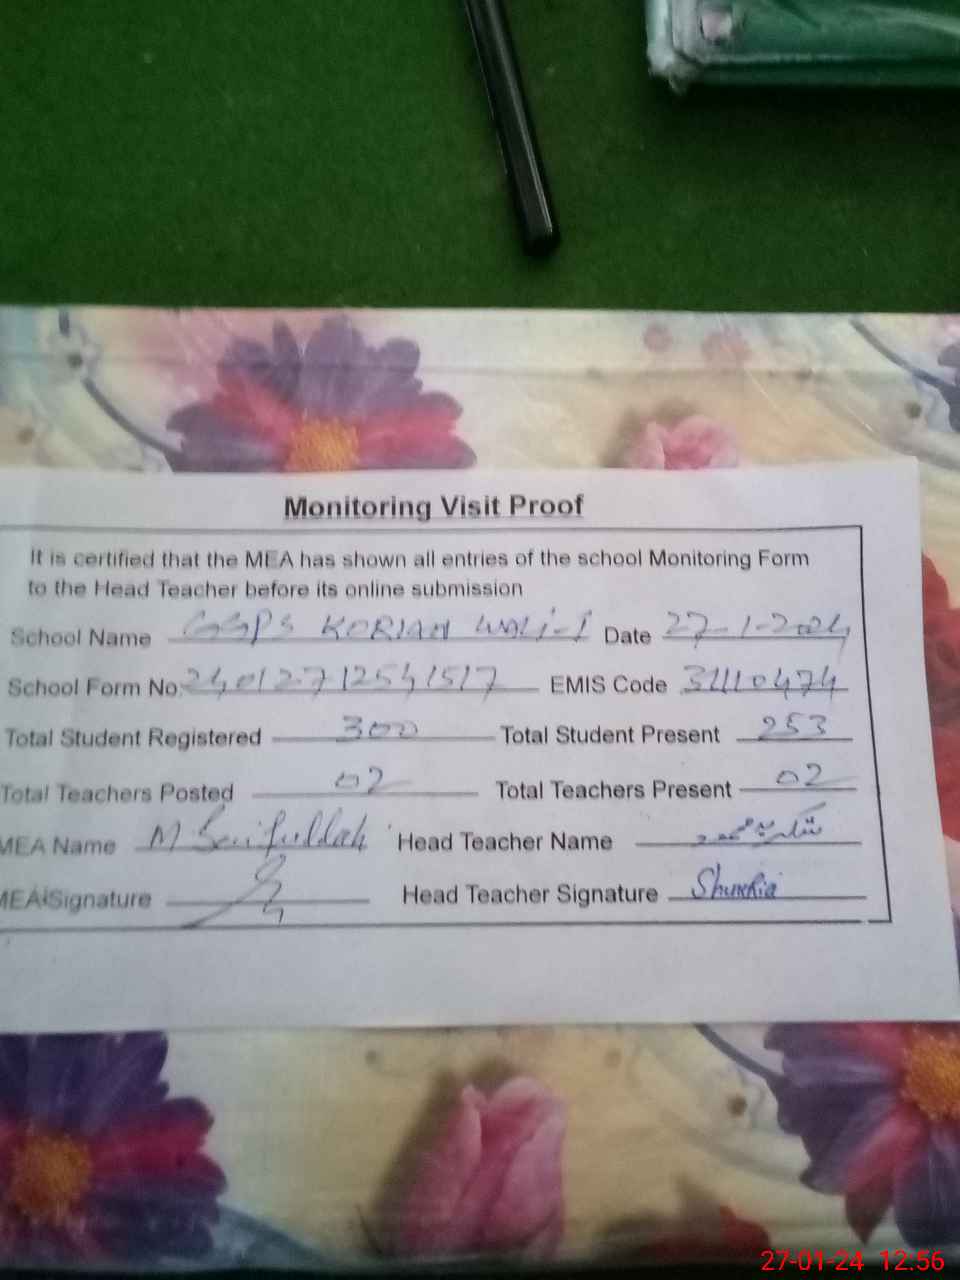 Monitoring Visit Proof
It is certified that the MEA has shown all entries of the school Monitoring Form
to the Head Teacher before its online submission
School Name GGPS KORIAN WALI-I Date 27-1-2024
School Form No: 24012712541517 EMIS Code 31110474
Total Student Registered 300 Total Student Present 253
Total Teachers Posted 02 Total Teachers Present 02
MEA Name M Saifullah Head Teacher Name
MEA Signature Head Teacher Signature
27-01-24 12.56